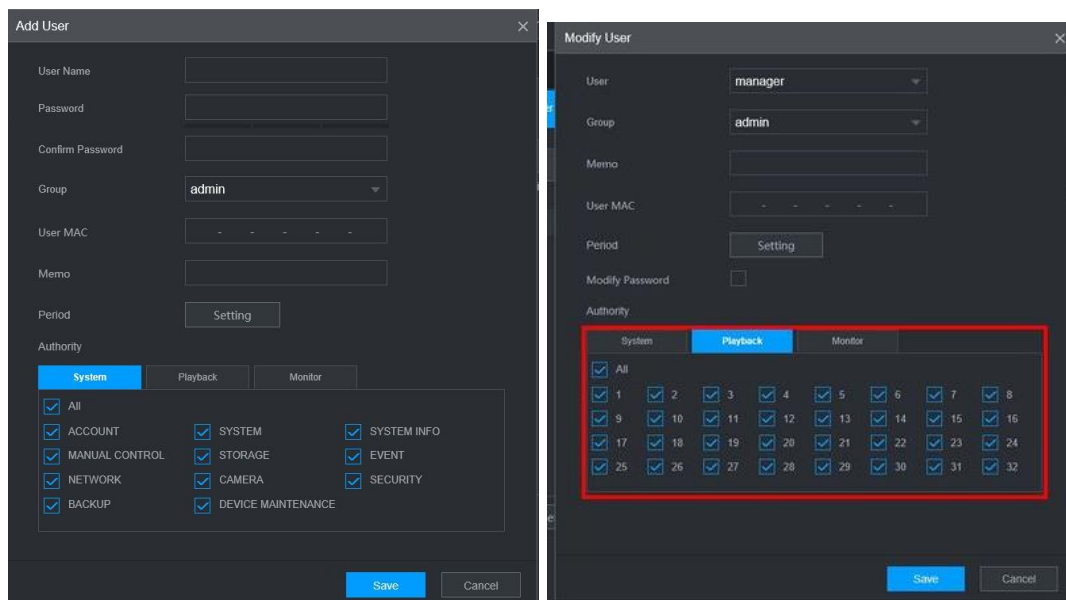 Add User
User Name
Password
Confirm Password
Group admin
User MAC - - - - -
Memo
Period Setting
Authority
System Playback Monitor
All
ACCOUNT SYSTEM SYSTEM INFO
MANUAL CONTROL STORAGE EVENT
NETWORK CAMERA SECURITY
BACKUP DEVICE MAINTENANCE
Save Cancel
Modify User
User manager
Group admin
Memo
User MAC - - - - -
Period Setting
Modify Password
Authority
System Playback Monitor
All
1 2 3 4 5 6 7 8
9 10 11 12 13 14 15 16
17 18 19 20 21 22 23 24
25 26 27 28 29 30 31 32
Save Cancel